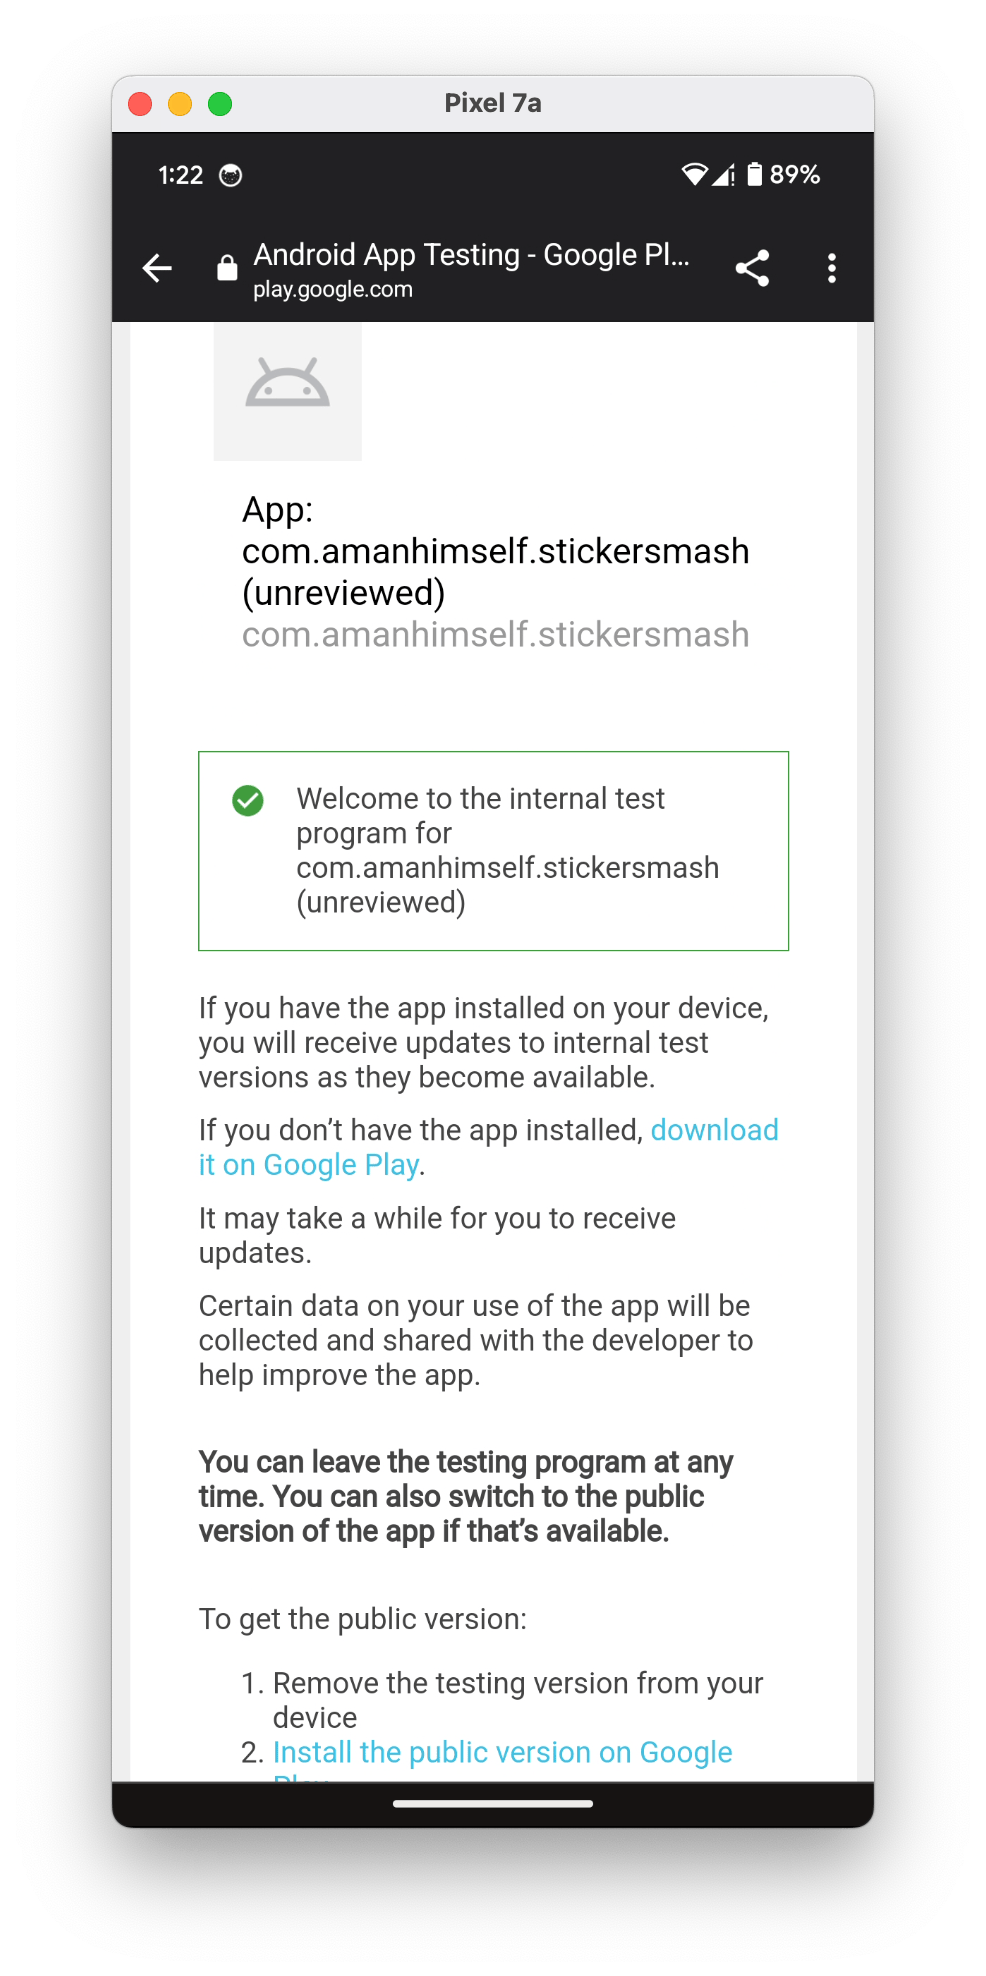 Pixel 7a
1:22
89%
Android App Testing - Google Pl...
play.google.com
App:
com.amanhimself.stickersmash
(unreviewed)
com.amanhimself.stickersmash
Welcome to the internal test
program for
com.amanhimself.stickersmash
(unreviewed)
If you have the app installed on your device,
you will receive updates to internal test
versions as they become available.
If you don’t have the app installed, download
it on Google Play.
It may take a while for you to receive
updates.
Certain data on your use of the app will be
collected and shared with the developer to
help improve the app.
You can leave the testing program at any
time. You can also switch to the public
version of the app if that’s available.
To get the public version:
1. Remove the testing version from your
device
2. Install the public version on Google